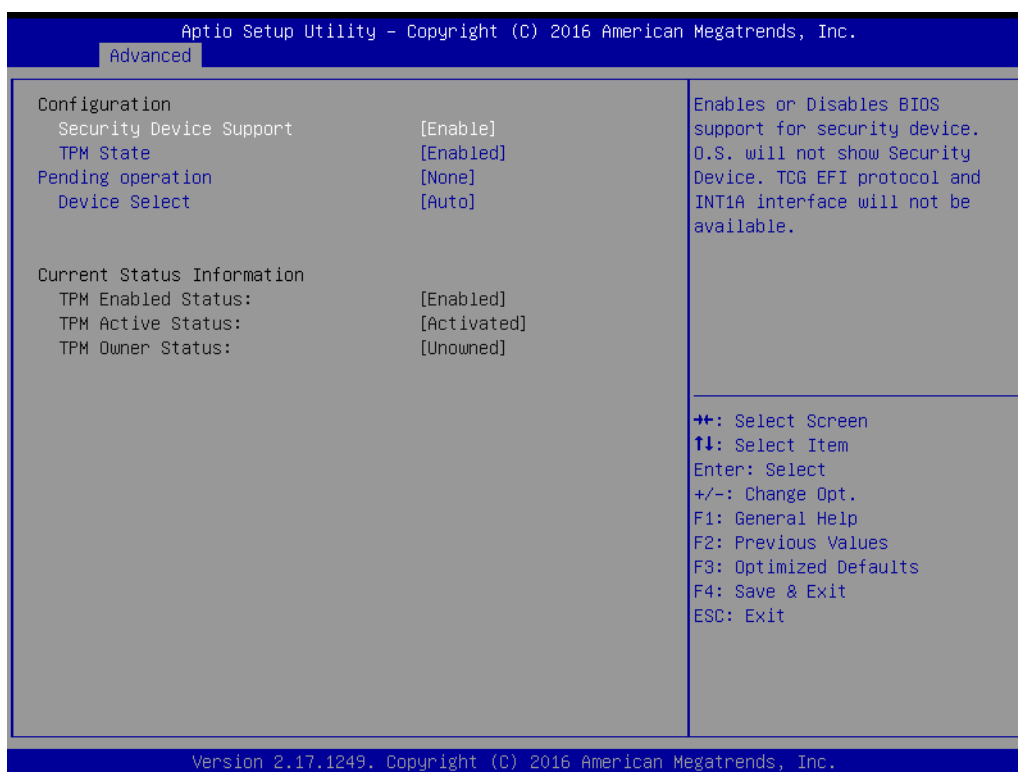 Aptio Setup Utility – Copyright (C) 2016 American Megatrends, Inc.
Advanced
Configuration
Security Device Support [Enable]
TPM State [Enabled]
Pending operation [None]
Device Select [Auto]
Current Status Information
TPM Enabled Status: [Enabled]
TPM Active Status: [Activated]
TPM Owner Status: [Unowned]
Enables or Disables BIOS
support for security device.
O.S. will not show Security
Device. TCG EFI protocol and
INT1A interface will not be
available.
→←: Select Screen
↑↓: Select Item
Enter: Select
+/-: Change Opt.
F1: General Help
F2: Previous Values
F3: Optimized Defaults
F4: Save & Exit
ESC: Exit
Version 2.17.1249. Copyright (C) 2016 American Megatrends, Inc.